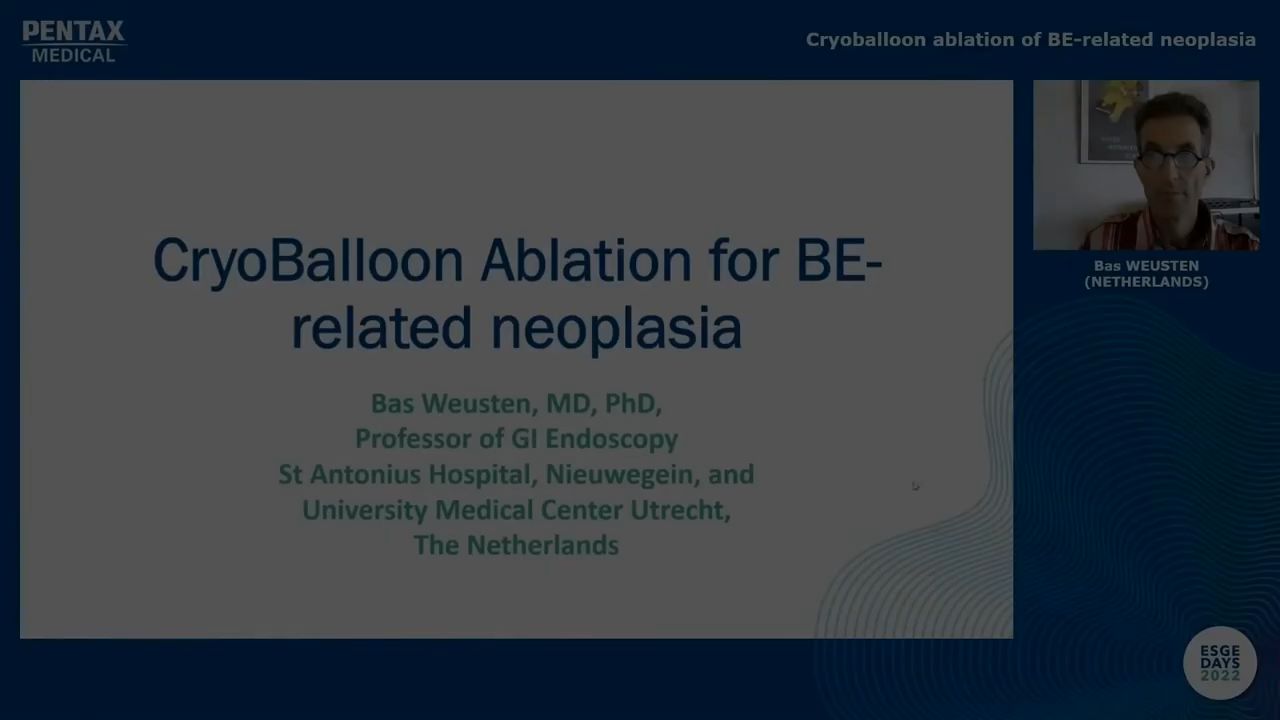 PENTAX
MEDICAL
Cryoballoon ablation of BE-related neoplasia
CryoBalloon Ablation for BE-
related neoplasia
Bas Weusten, MD, PhD,
Professor of GI Endoscopy
St Antonius Hospital, Nieuwegein, and
University Medical Center Utrecht,
The Netherlands
Bas WEUSTEN
(NETHERLANDS)
ESGE
DAYS
2022